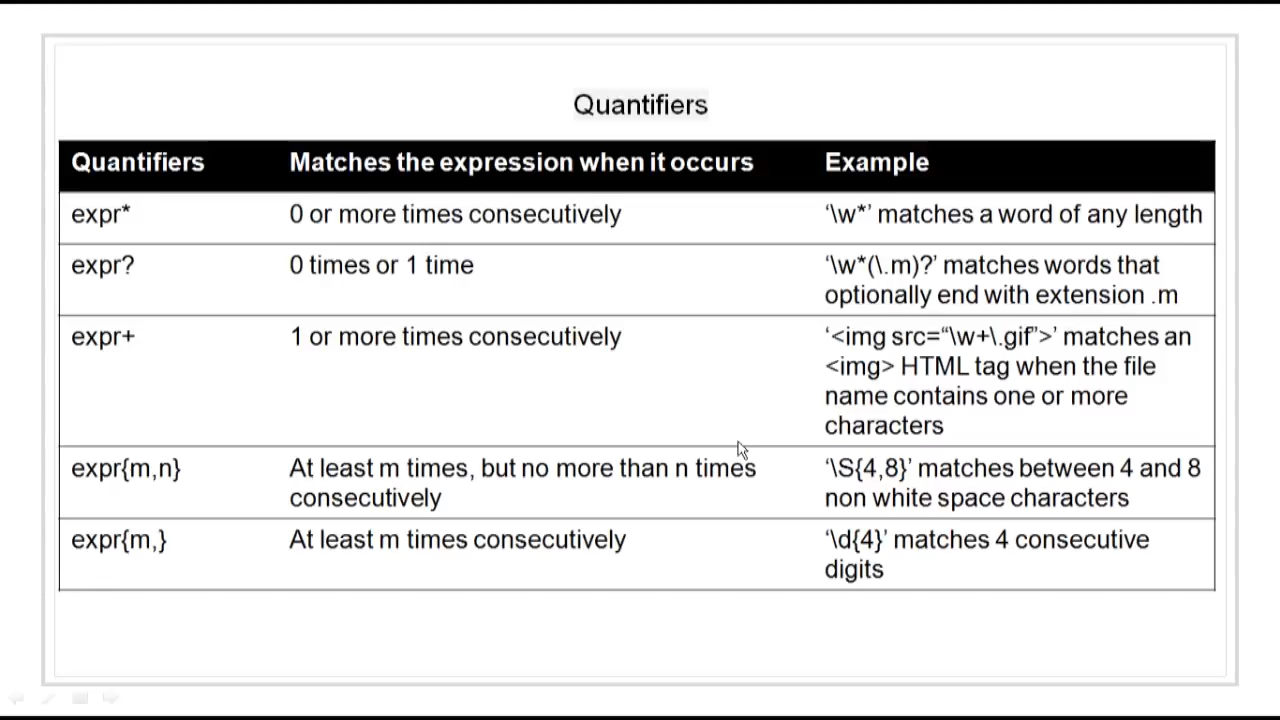 Quantifiers
Quantifiers Matches the expression when it occurs Example
expr* 0 or more times consecutively ‘\w*’ matches a word of any length
expr? 0 times or 1 time ‘\w*(\.m)?’ matches words that
optionally end with extension .m
expr+ 1 or more times consecutively ‘<img src=“\w+\.gif”>’ matches an
<img> HTML tag when the file
name contains one or more
characters
expr{m,n} At least m times, but no more than n times ‘\S{4,8}’ matches between 4 and 8
consecutively non white space characters
expr{m,} At least m times consecutively ‘\d{4}’ matches 4 consecutive
digits